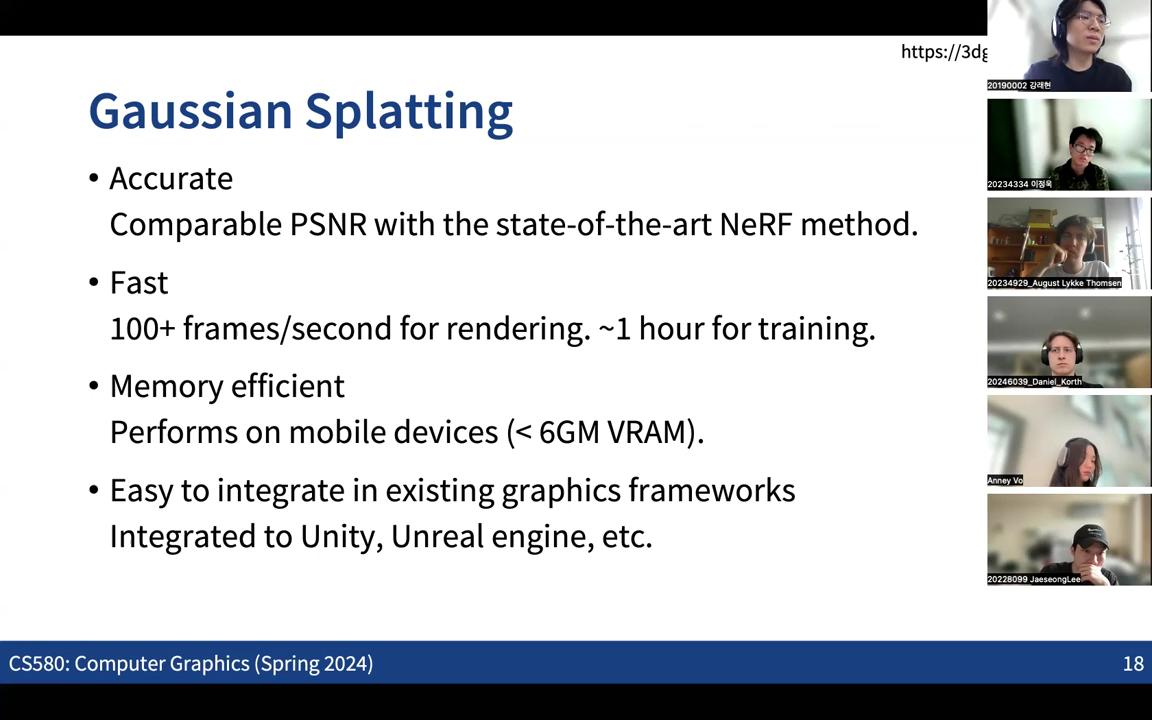 https://3dg
Gaussian Splatting
• Accurate
Comparable PSNR with the state-of-the-art NeRF method.
• Fast
100+ frames/second for rendering. ~1 hour for training.
• Memory efficient
Performs on mobile devices (< 6GM VRAM).
• Easy to integrate in existing graphics frameworks
Integrated to Unity, Unreal engine, etc.
CS580: Computer Graphics (Spring 2024)
18
20190002 강래현
20234334 이정욱
20234929_August Lykke Thomsen
20246039_Daniel_Korth
Anney Vo
20228099 JaeseongLee